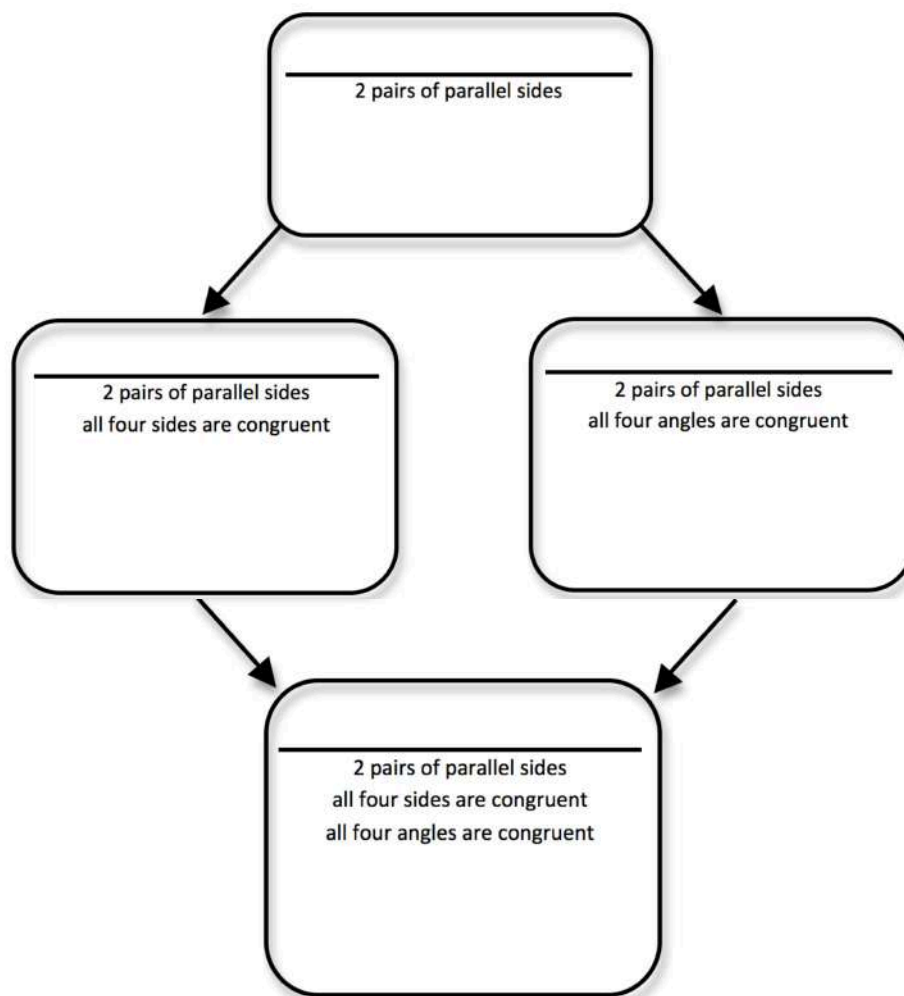 2 pairs of parallel sides
2 pairs of parallel sides
all four sides are congruent
2 pairs of parallel sides
all four angles are congruent
2 pairs of parallel sides
all four sides are congruent
all four angles are congruent